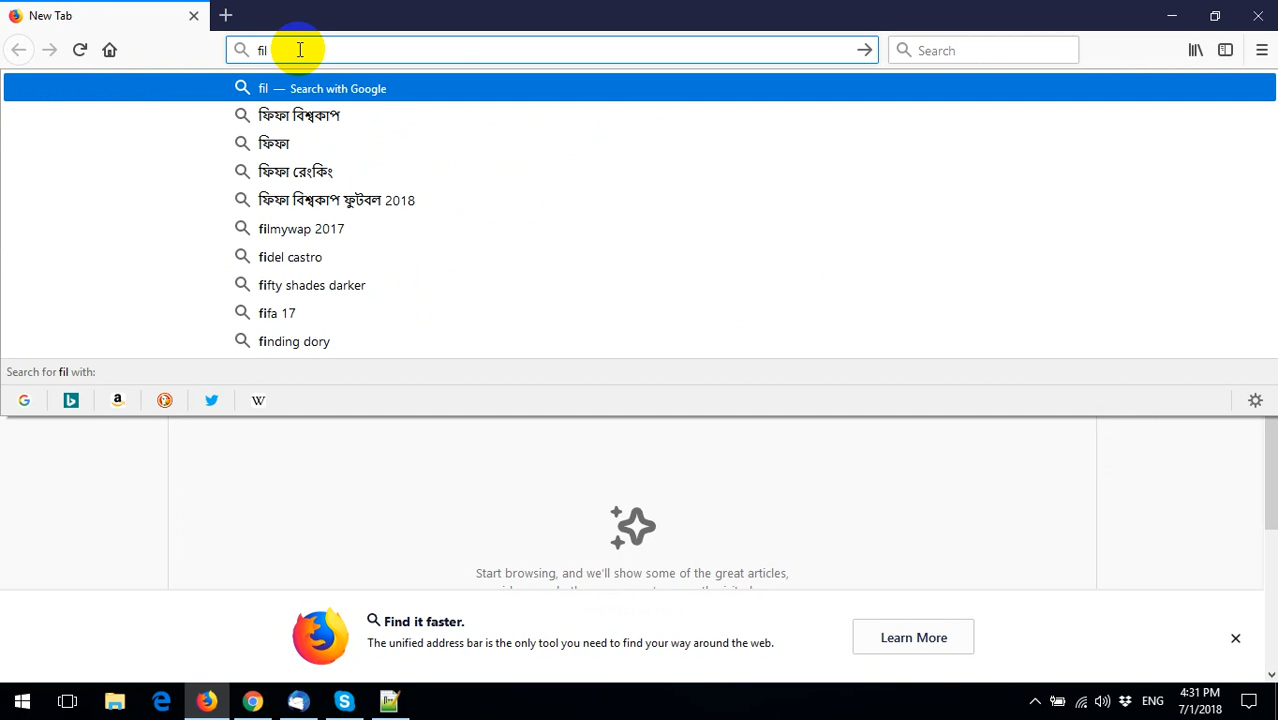 New Tab
fil
Search
fil — Search with Google
ফিফা বিশ্বকাপ
ফিফা
ফিফা রেংকিং
ফিফা বিশ্বকাপ ফুটবল 2018
filmywap 2017
fidel castro
fifty shades darker
fifa 17
finding dory
Search for fil with:
Start browsing, and we'll show some of the great articles,
Find it faster.
The unified address bar is the only tool you need to find your way around the web.
Learn More
ENG
4:31 PM
7/1/2018